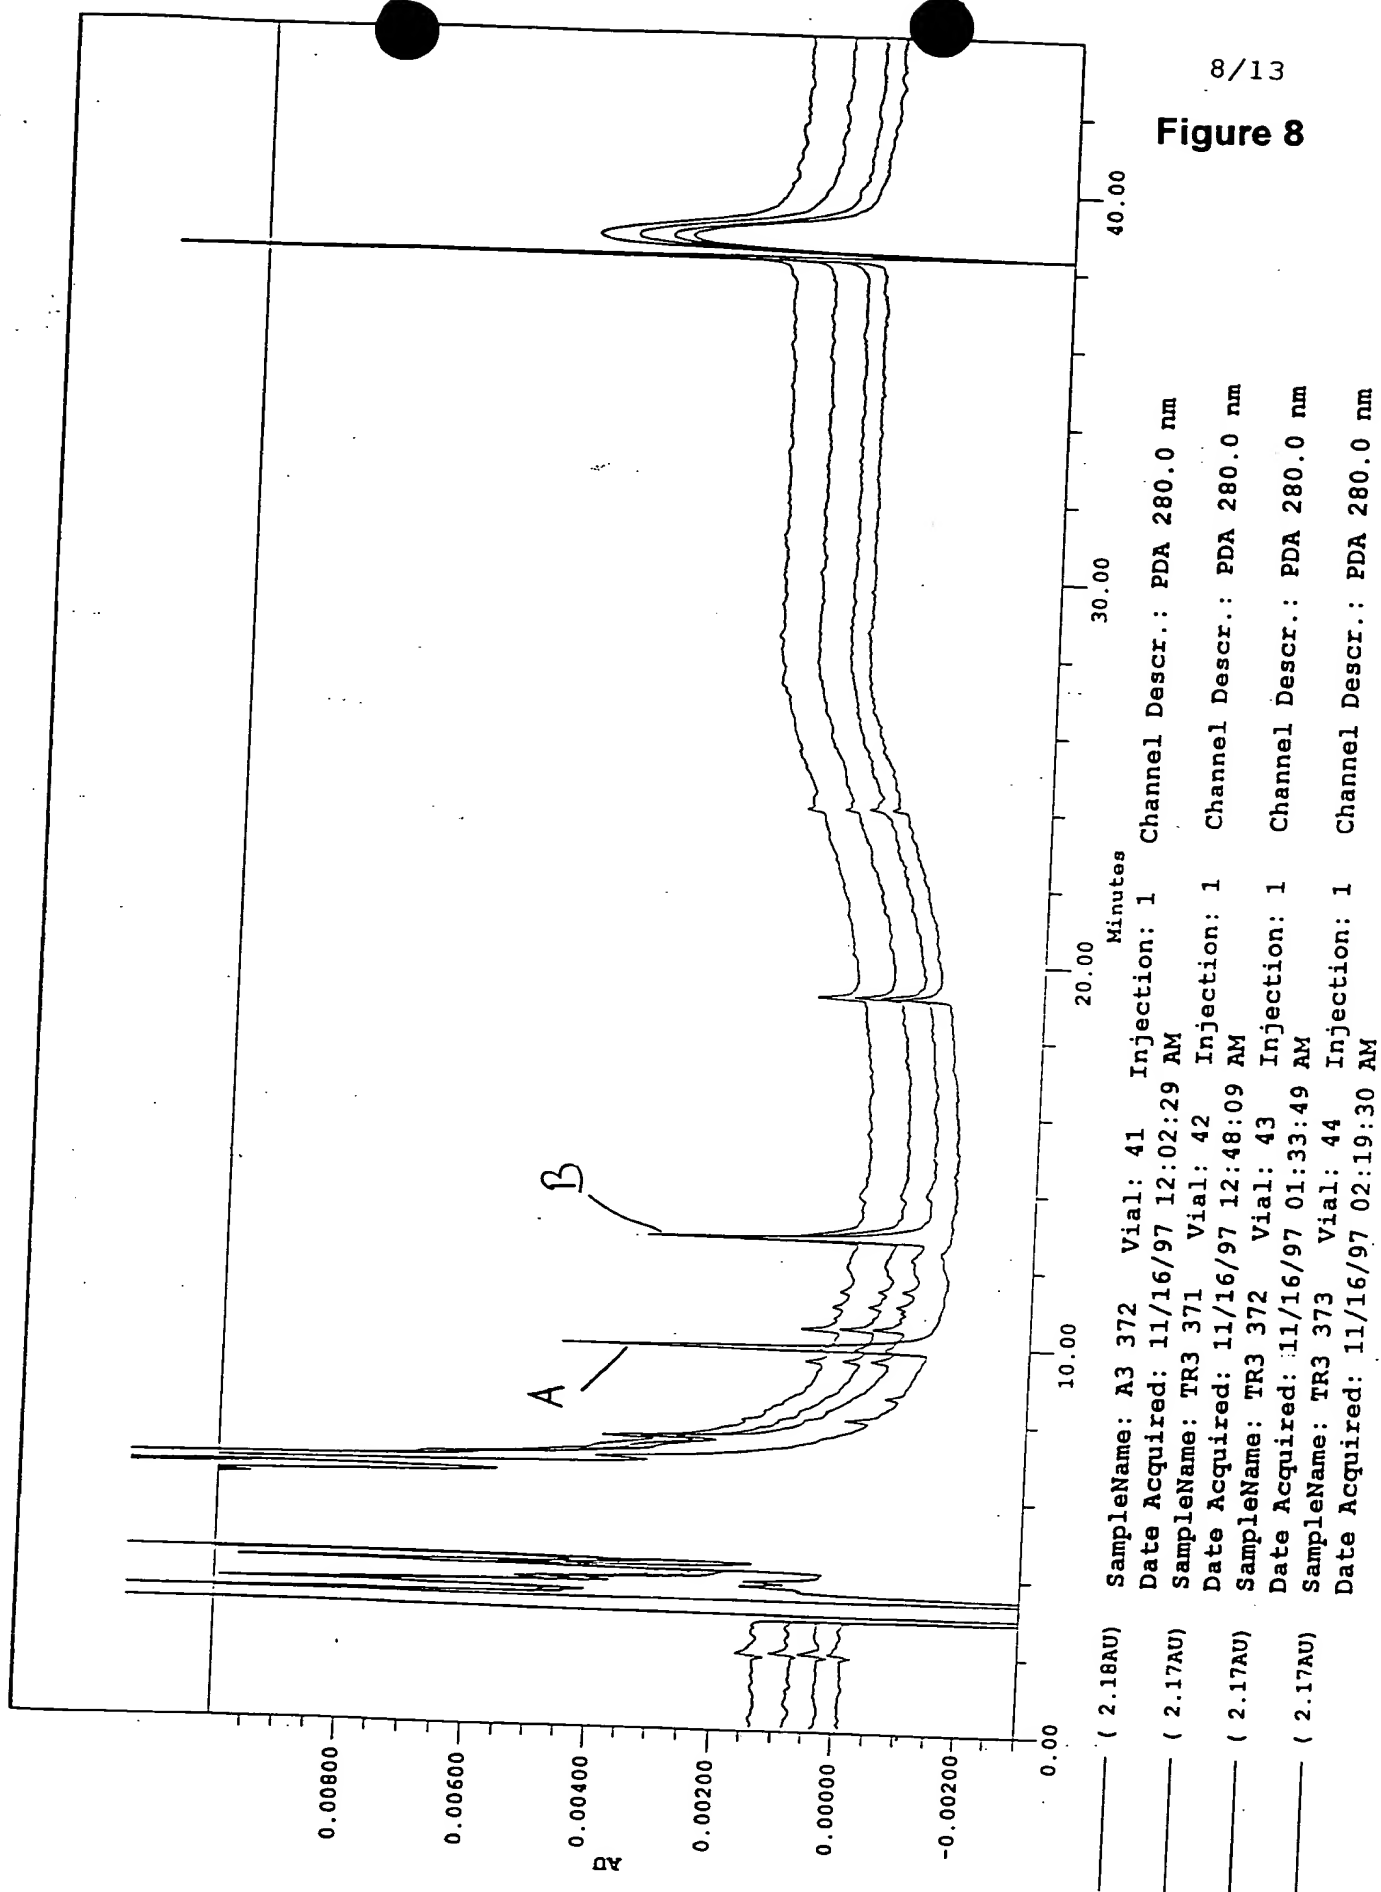 8/13
Figure 8
AU
0.00800
0.00600
0.00400
0.00200
0.00000
-0.00200
A
B
0.00
10.00
20.00
30.00
40.00
Minutes
( 2.18AU) SampleName: A3 372 Vial: 41 Injection: 1 Channel Descr.: PDA 280.0 nm
Date Acquired: 11/16/97 12:02:29 AM
( 2.17AU) SampleName: TR3 371 Vial: 42 Injection: 1 Channel Descr.: PDA 280.0 nm
Date Acquired: 11/16/97 12:48:09 AM
( 2.17AU) SampleName: TR3 372 Vial: 43 Injection: 1 Channel Descr.: PDA 280.0 nm
Date Acquired: 11/16/97 01:33:49 AM
( 2.17AU) SampleName: TR3 373 Vial: 44 Injection: 1 Channel Descr.: PDA 280.0 nm
Date Acquired: 11/16/97 02:19:30 AM